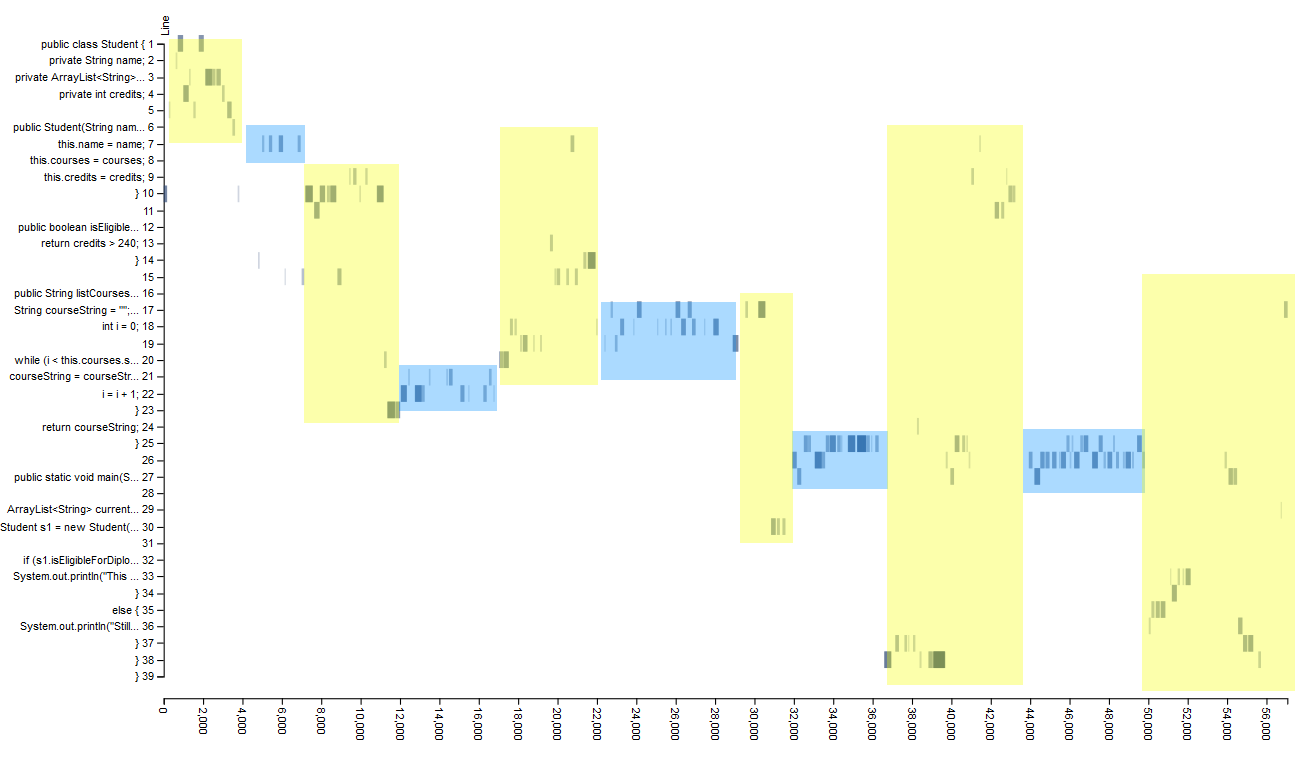 Line
public class Student { 1
private String name; 2
private ArrayList<String>... 3
private int credits; 4
5
public Student(String nam... 6
this.name = name; 7
this.courses = courses; 8
this.credits = credits; 9
} 10
11
public boolean isEligible... 12
return credits > 240; 13
} 14
15
public String listCourses... 16
String courseString = "";... 17
int i = 0; 18
19
while (i < this.courses.s... 20
courseString = courseStr... 21
i = i + 1; 22
} 23
return courseString; 24
} 25
26
public static void main(S... 27
28
ArrayList<String> current... 29
Student s1 = new Student(... 30
31
if (s1.isEligibleForDiplo... 32
System.out.println("This ... 33
} 34
else { 35
System.out.println("Still... 36
} 37
} 38
} 39
0 2,000 4,000 6,000 8,000 10,000 12,000 14,000 16,000 18,000 20,000 22,000 24,000 26,000 28,000 30,000 32,000 34,000 36,000 38,000 40,000 42,000 44,000 46,000 48,000 50,000 52,000 54,000 56,000